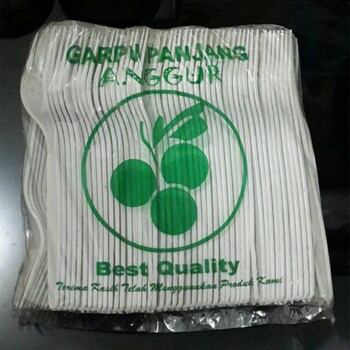 GARPU PANJANG
ANGGUR
Best Quality
Terima Kasih Telah Menggunakan Produk Kami